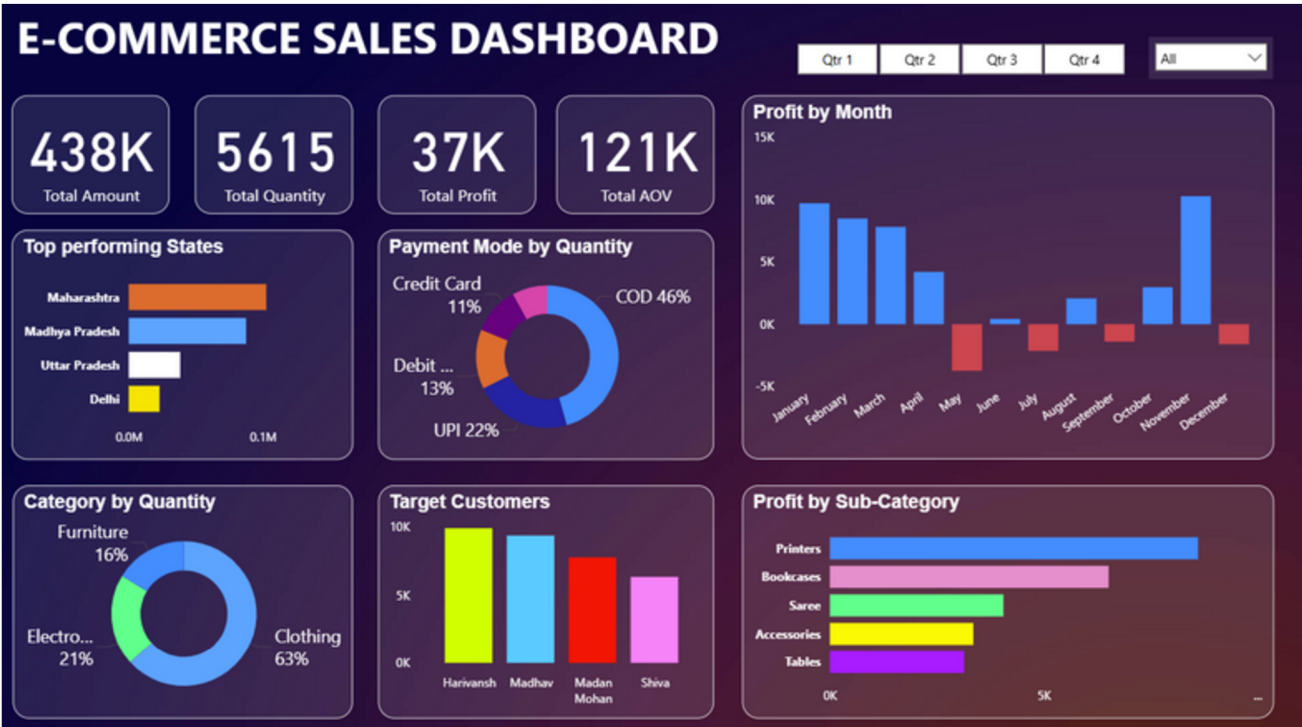 E-COMMERCE SALES DASHBOARD
Qtr 1
Qtr 2
Qtr 3
Qtr 4
All
438K
Total Amount
5615
Total Quantity
37K
Total Profit
121K
Total AOV
Profit by Month
15K
10K
5K
0K
-5K
January
February
March
April
May
June
July
August
September
October
November
December
Top performing States
Maharashtra
Madhya Pradesh
Uttar Pradesh
Delhi
0.0M
0.1M
Payment Mode by Quantity
Credit Card
11%
COD 46%
Debit ...
13%
UPI 22%
Category by Quantity
Furniture
16%
Electro...
21%
Clothing
63%
Target Customers
10K
5K
0K
Harivansh
Madhav
Madan
Mohan
Shiva
Profit by Sub-Category
Printers
Bookcases
Saree
Accessories
Tables
0K
5K
...